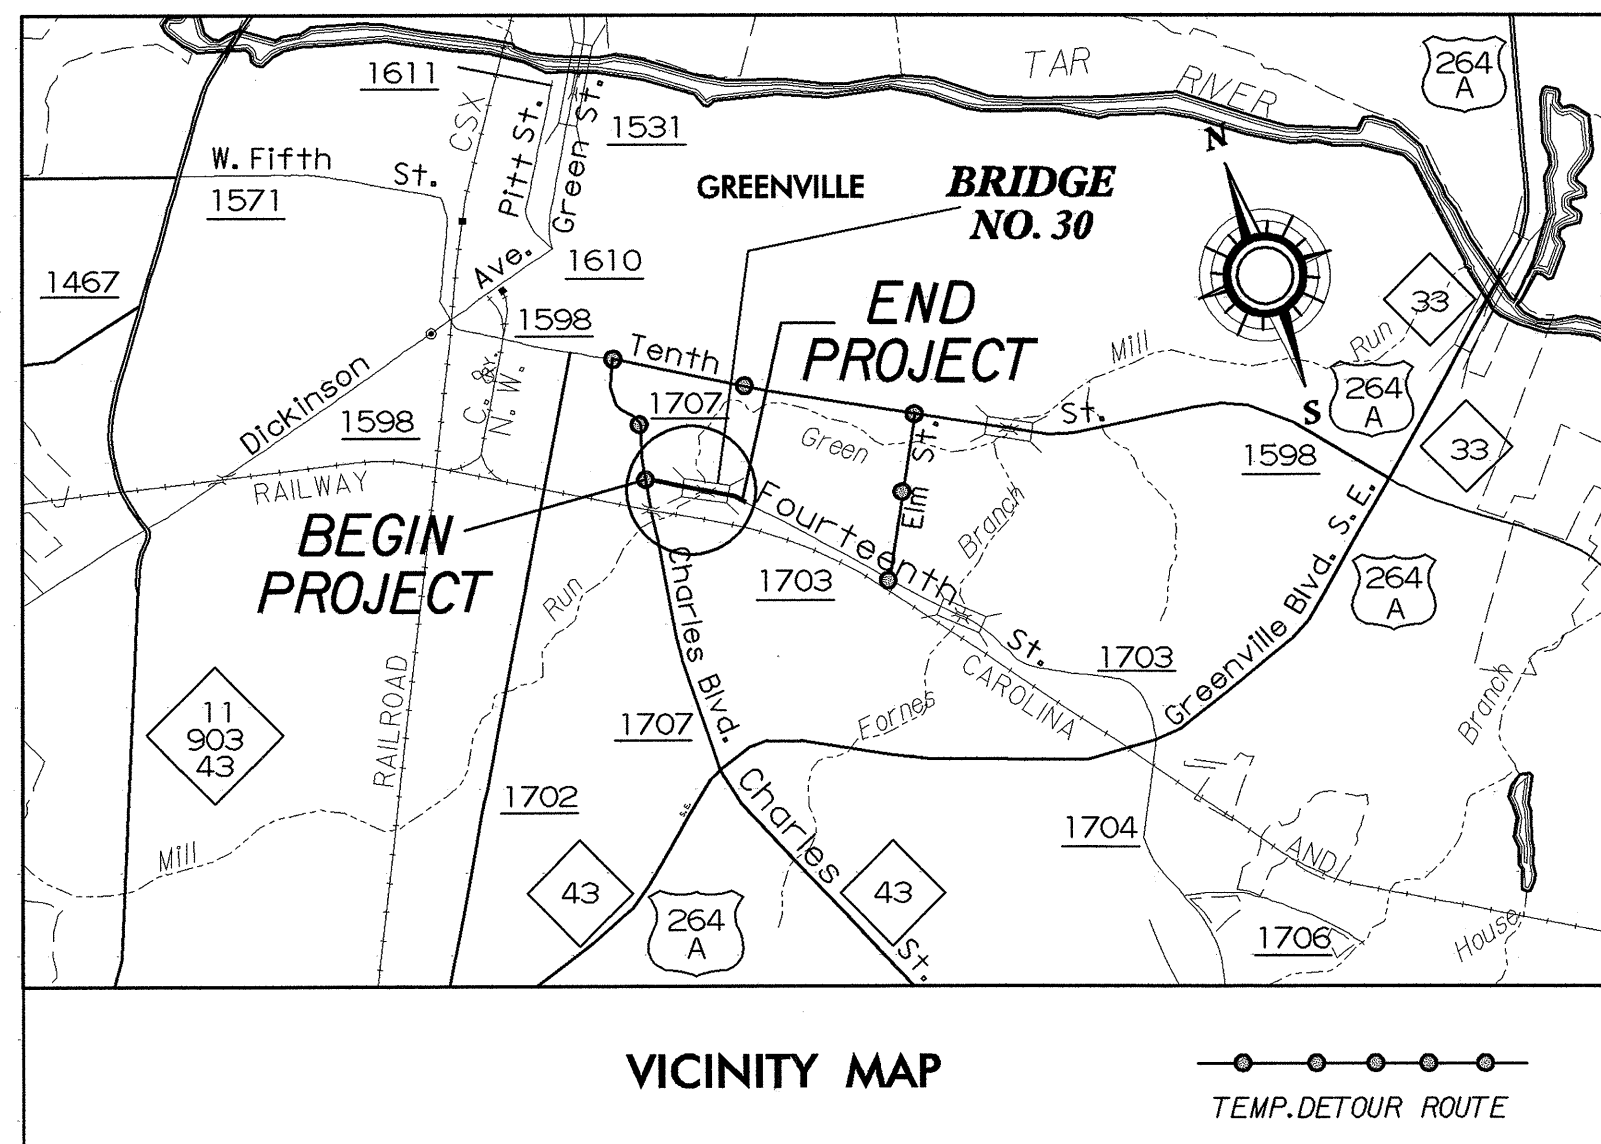 TAR
RIVER
264
A
1611
CSX
Pitt St.
Green St.
1531
N
W. Fifth
St.
1571
GREENVILLE
BRIDGE
NO. 30
Ave.
1610
1467
33
1598
END
PROJECT
Tenth
Mill
Run
264
A
Dickinson
1598
C. & RY.
N. W.
1707
St.
S
33
Green
St.
1598
RAILWAY
Elm
Branch
Fourteenth
BEGIN
PROJECT
1703
264
A
Run
Charles Blvd.
St.
1703
Greenville Blvd. S. E.
CAROLINA
Branch
11
903
43
RAILROAD
1707
Fornes
1702
S.E.
Charles
1704
Mill
AND
43
264
A
43
St.
1706
House
VICINITY MAP
TEMP. DETOUR ROUTE